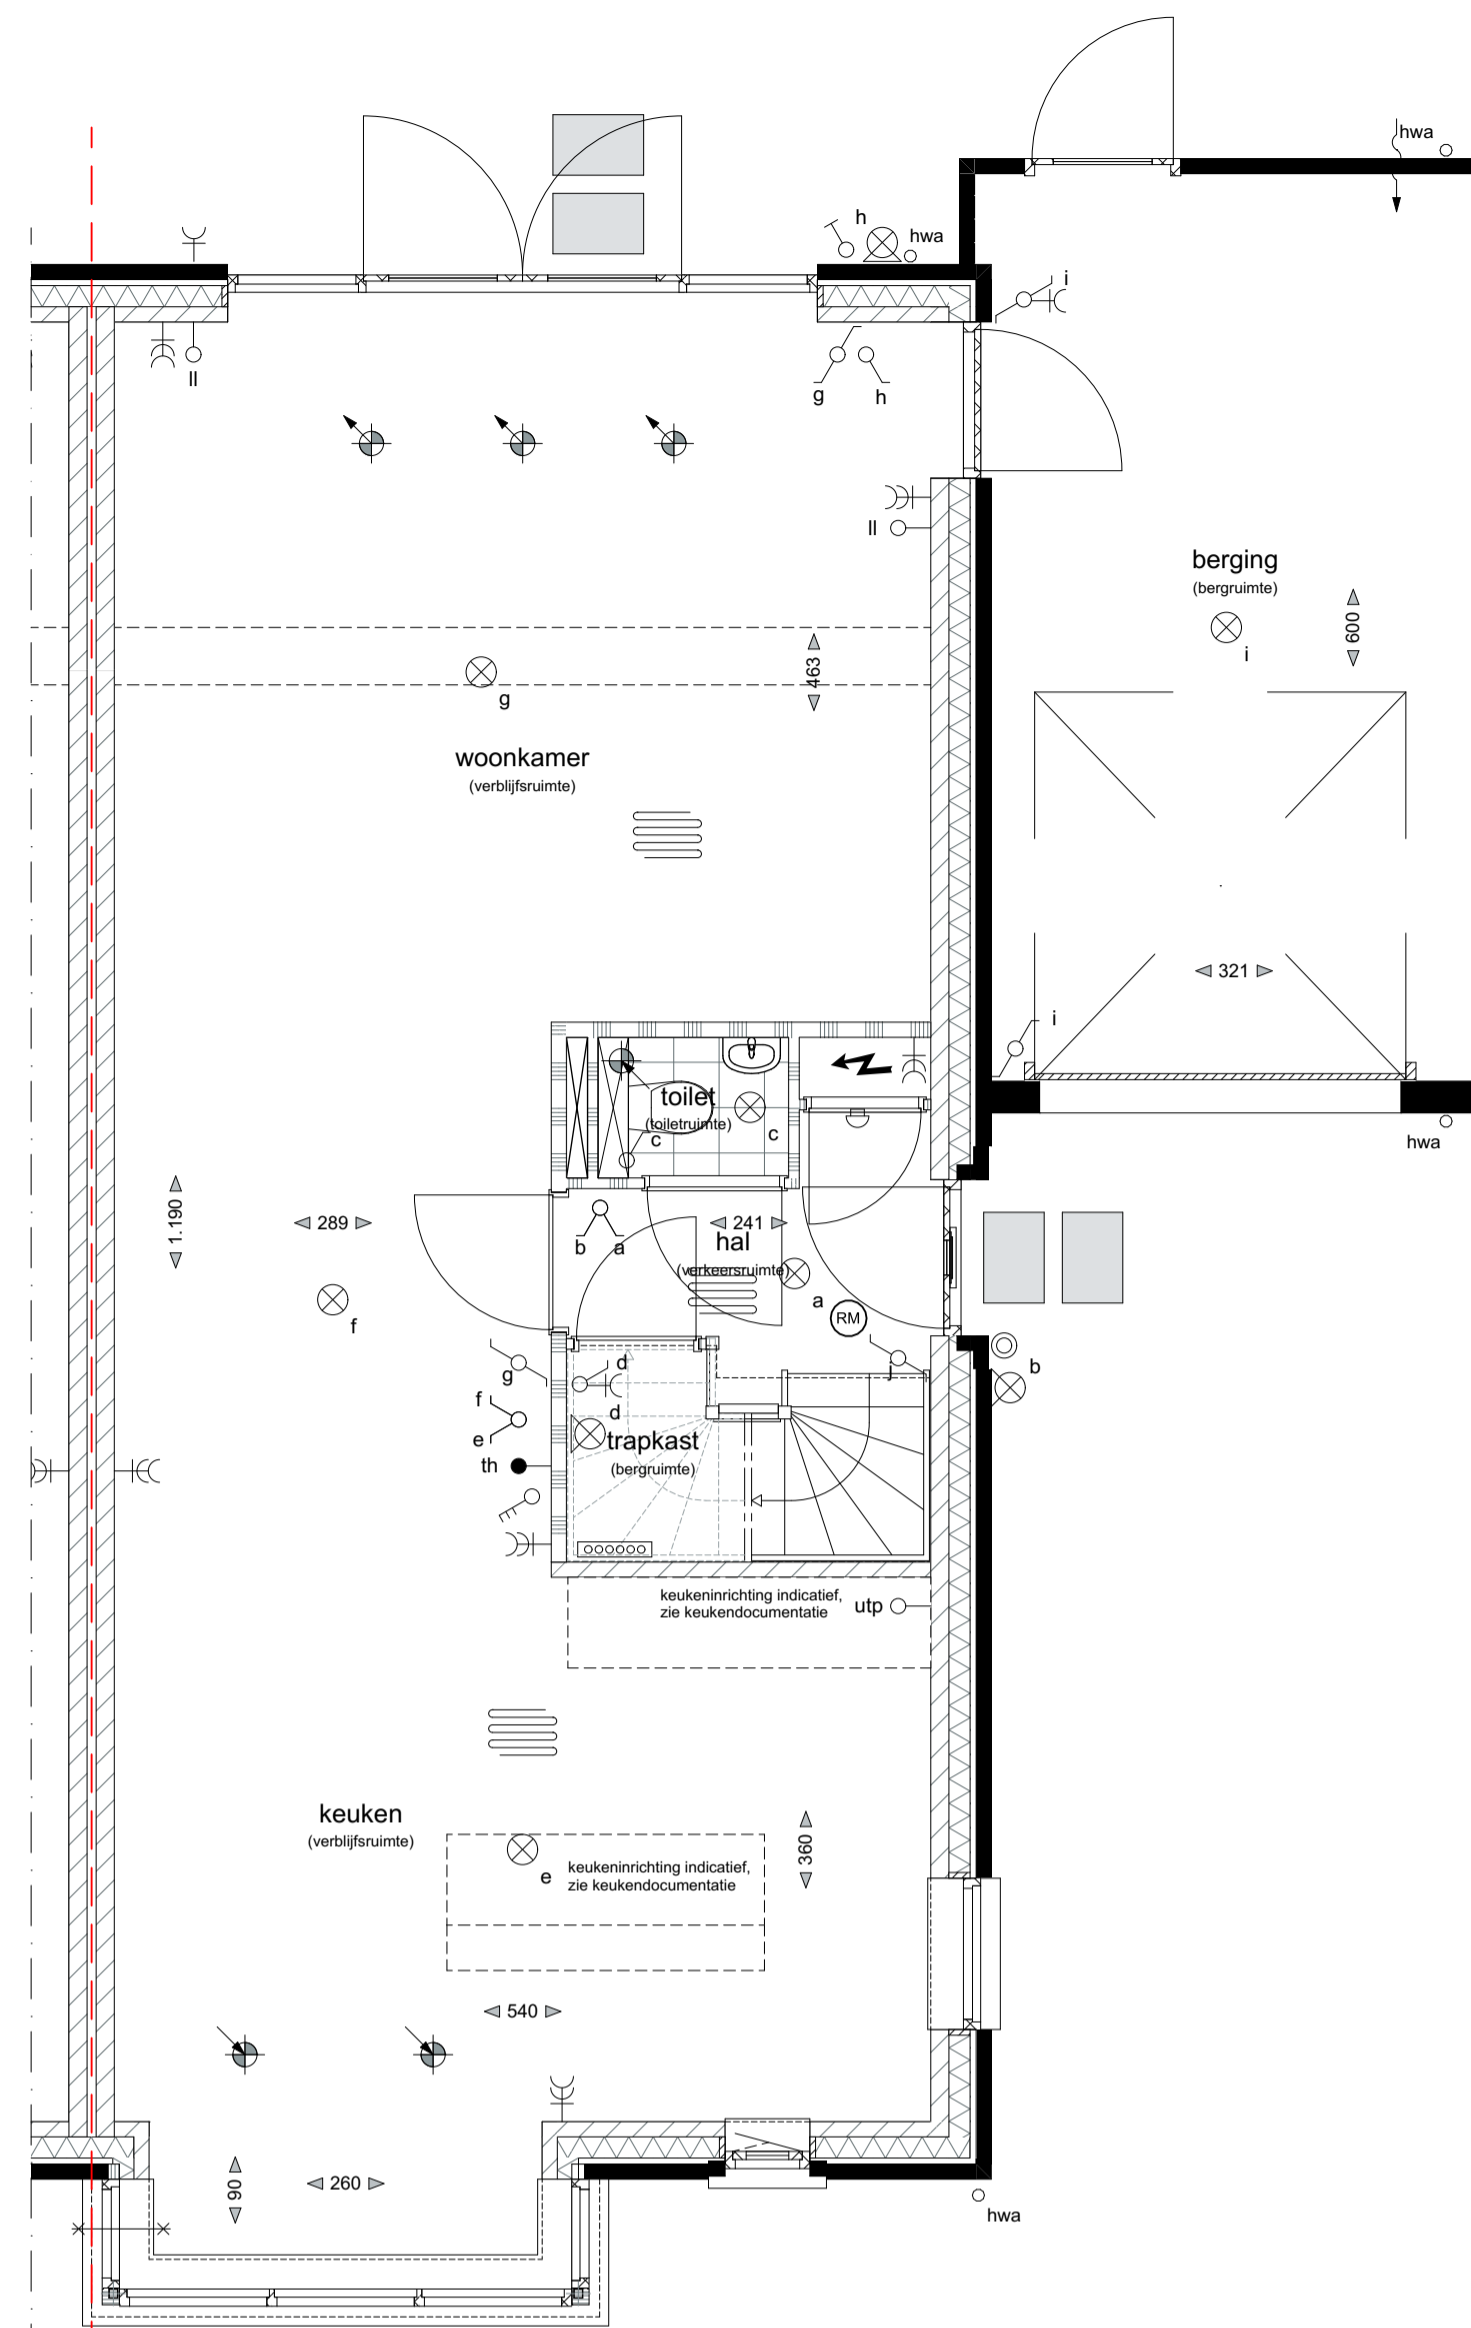 hwa
h
hwa
i
ll
g
h
ll
berging
(bergruimte)
i
600
g
463
woonkamer
(verblijfsruimte)
321
i
toilet
(toiletruimte)
c
c
hwa
1.190
289
b
a
241
hal
(verkeersruimte)
a
RM
f
g
d
j
b
f
d
e
trapkast
(bergruimte)
th
keukeninrichting indicatief,
zie keukendocumentatie
utp
keuken
(verblijfsruimte)
e
keukeninrichting indicatief,
zie keukendocumentatie
360
540
90
260
hwa